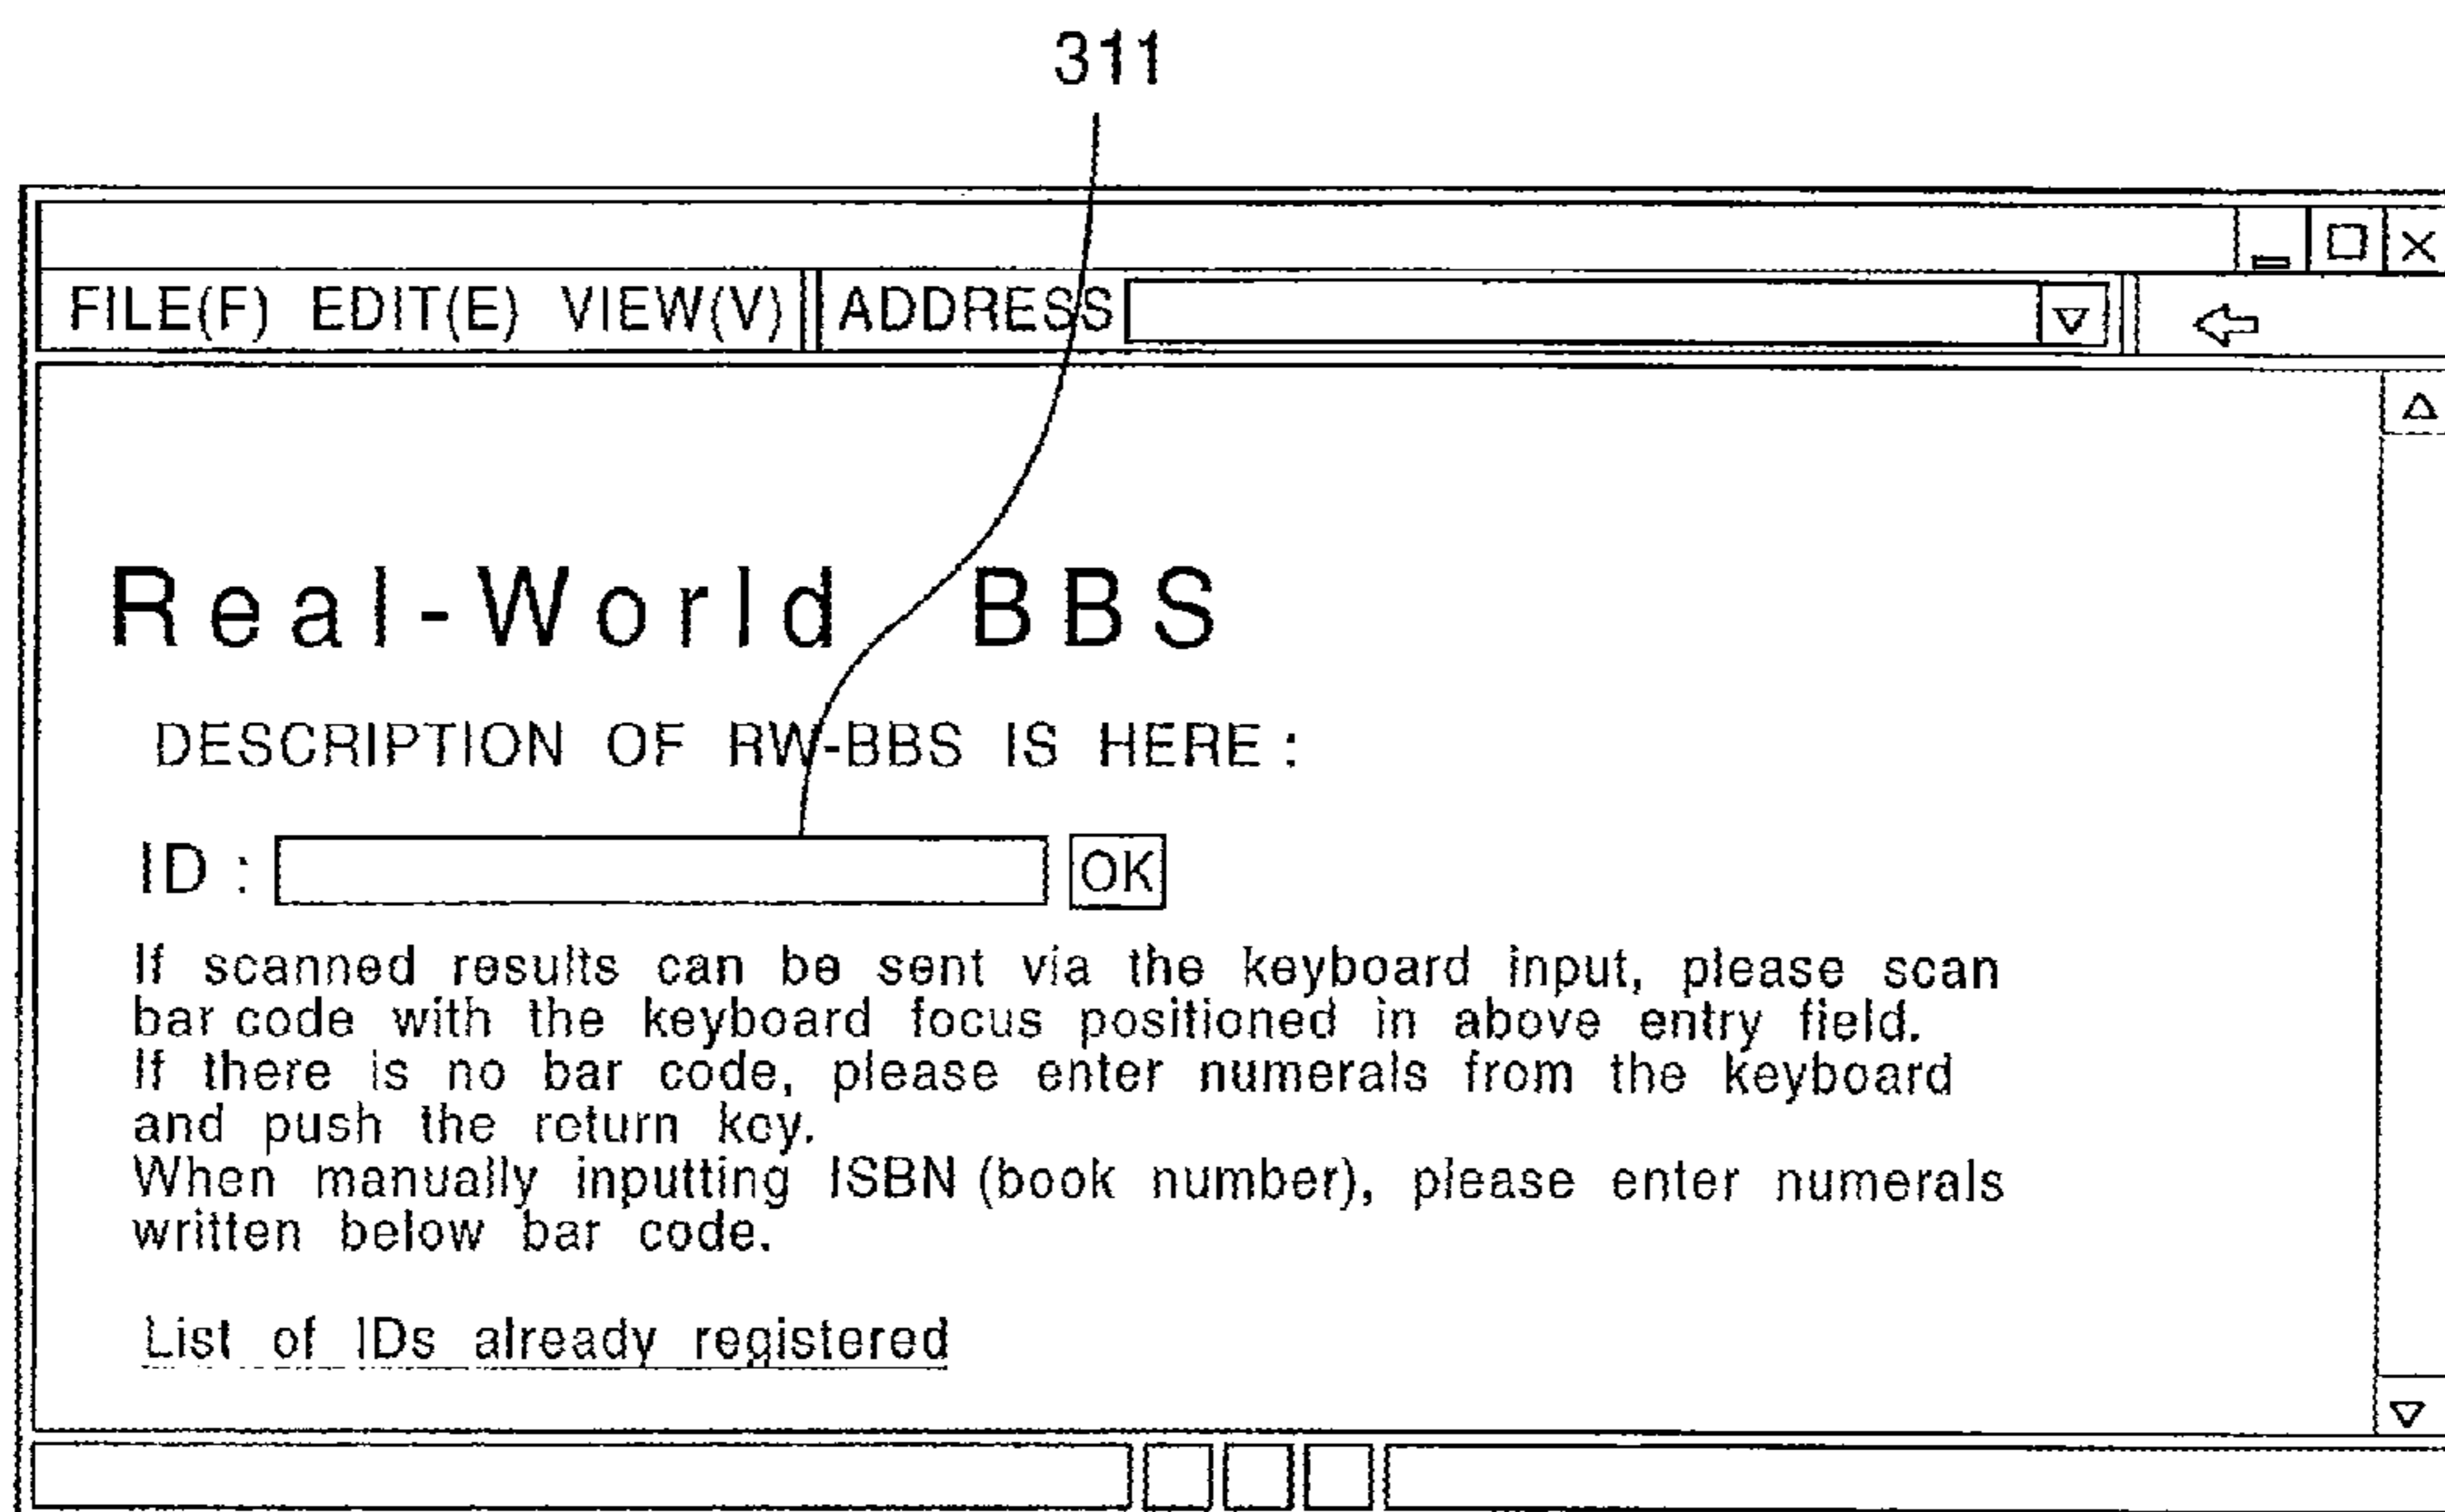 311
FILE(F) EDIT(E) VIEW(V) ADDRESS
Real-World BBS
DESCRIPTION OF RW-BBS IS HERE :
ID : OK
If scanned results can be sent via the keyboard input, please scan
bar code with the keyboard focus positioned in above entry field.
If there is no bar code, please enter numerals from the keyboard
and push the return key.
When manually inputting ISBN (book number), please enter numerals
written below bar code.
List of IDs already registered